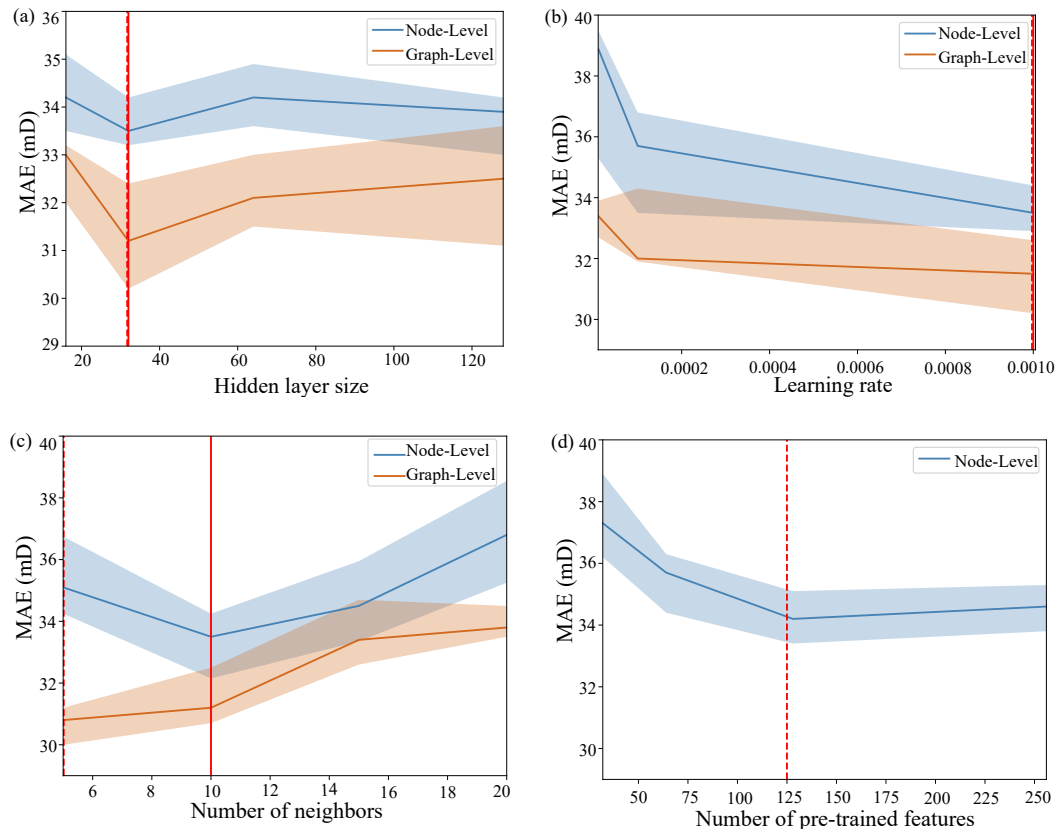 (a)
36
35
34
33
32
31
30
29
MAE (mD)
20
40
60
80
100
120
Hidden layer size
Node-Level
Graph-Level
(b)
40
38
36
34
32
30
MAE (mD)
0.0002
0.0004
0.0006
0.0008
0.0010
Learning rate
Node-Level
Graph-Level
(c)
40
38
36
34
32
30
MAE (mD)
6
8
10
12
14
16
18
20
Number of neighbors
Node-Level
Graph-Level
(d)
40
38
36
34
32
30
MAE (mD)
50
75
100
125
150
175
200
225
250
Number of pre-trained features
Node-Level